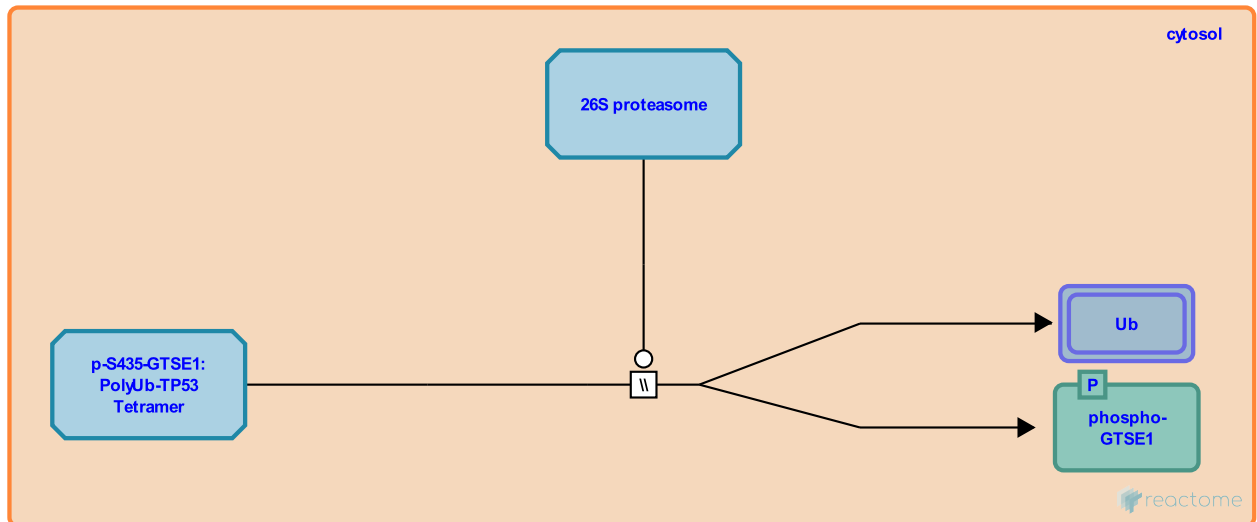 cytosol
26S proteasome
p-S435-GTSE1:
PolyUb-TP53
Tetramer
\\
Ub
P
phospho-
GTSE1
reactome